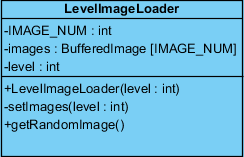 LevelImageLoader
-IMAGE_NUM : int
-images : BufferedImage [IMAGE_NUM]
-level : int
+LevelImageLoader(level : int)
-setImages(level : int)
+getRandomImage()